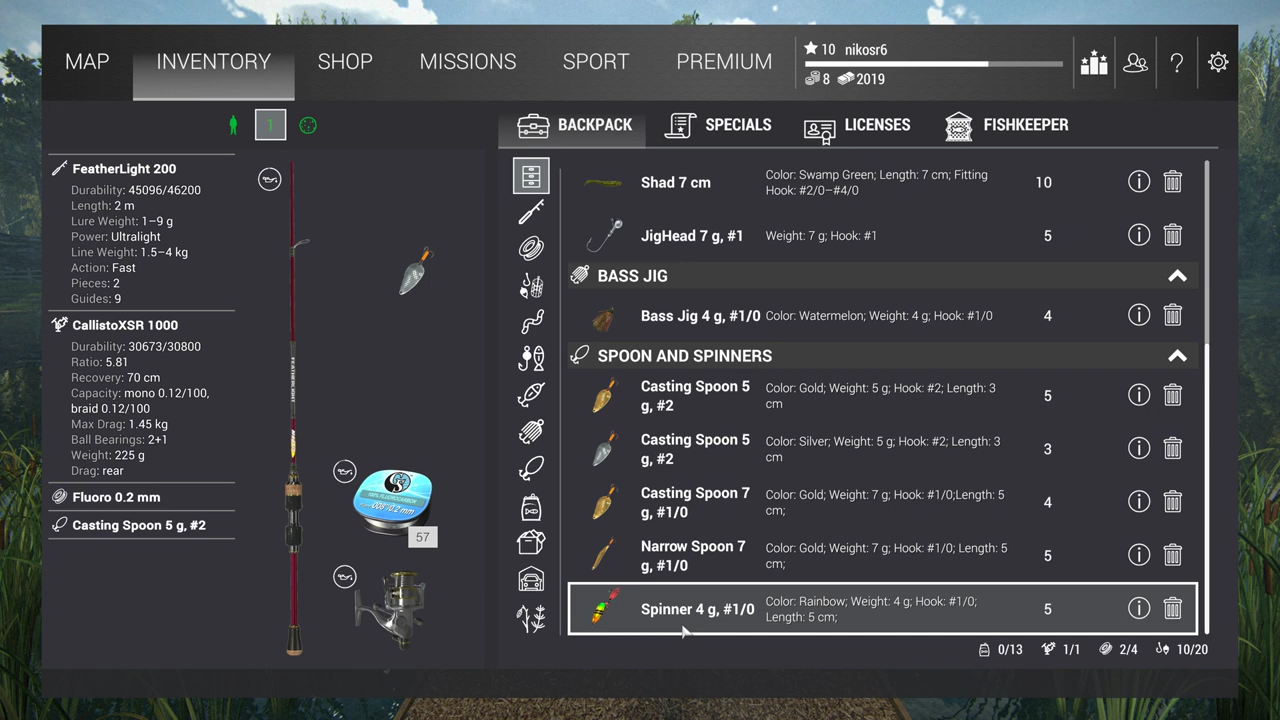 MAP
INVENTORY
SHOP
MISSIONS
SPORT
PREMIUM
10 nikosr6
8 2019
?
1
BACKPACK
SPECIALS
LICENSES
FISHKEEPER
FeatherLight 200
Durability: 45096/46200
Length: 2 m
Lure Weight: 1–9 g
Power: Ultralight
Line Weight: 1.5–4 kg
Action: Fast
Pieces: 2
Guides: 9
CallistoXSR 1000
Durability: 30673/30800
Ratio: 5.81
Recovery: 70 cm
Capacity: mono 0.12/100,
braid 0.12/100
Max Drag: 1.45 kg
Ball Bearings: 2+1
Weight: 225 g
Drag: rear
Fluoro 0.2 mm
Casting Spoon 5 g, #2
FEATHERLIGHT
100% FLUOROCARBON
.008"/0.2 mm
57
Shad 7 cm
Color: Swamp Green; Length: 7 cm; Fitting
Hook: #2/0–#4/0
10
JigHead 7 g, #1
Weight: 7 g; Hook: #1
5
BASS JIG
Bass Jig 4 g, #1/0
Color: Watermelon; Weight: 4 g; Hook: #1/0
4
SPOON AND SPINNERS
Casting Spoon 5
g, #2
Color: Gold; Weight: 5 g; Hook: #2; Length: 3
cm
5
Casting Spoon 5
g, #2
Color: Silver; Weight: 5 g; Hook: #2; Length: 3
cm
3
Casting Spoon 7
g, #1/0
Color: Gold; Weight: 7 g; Hook: #1/0;Length: 5
cm;
4
Narrow Spoon 7
g, #1/0
Color: Gold; Weight: 7 g; Hook: #1/0; Length: 5
cm;
5
Spinner 4 g, #1/0
Color: Rainbow; Weight: 4 g; Hook: #1/0;
Length: 5 cm;
5
0/13
1/1
2/4
10/20